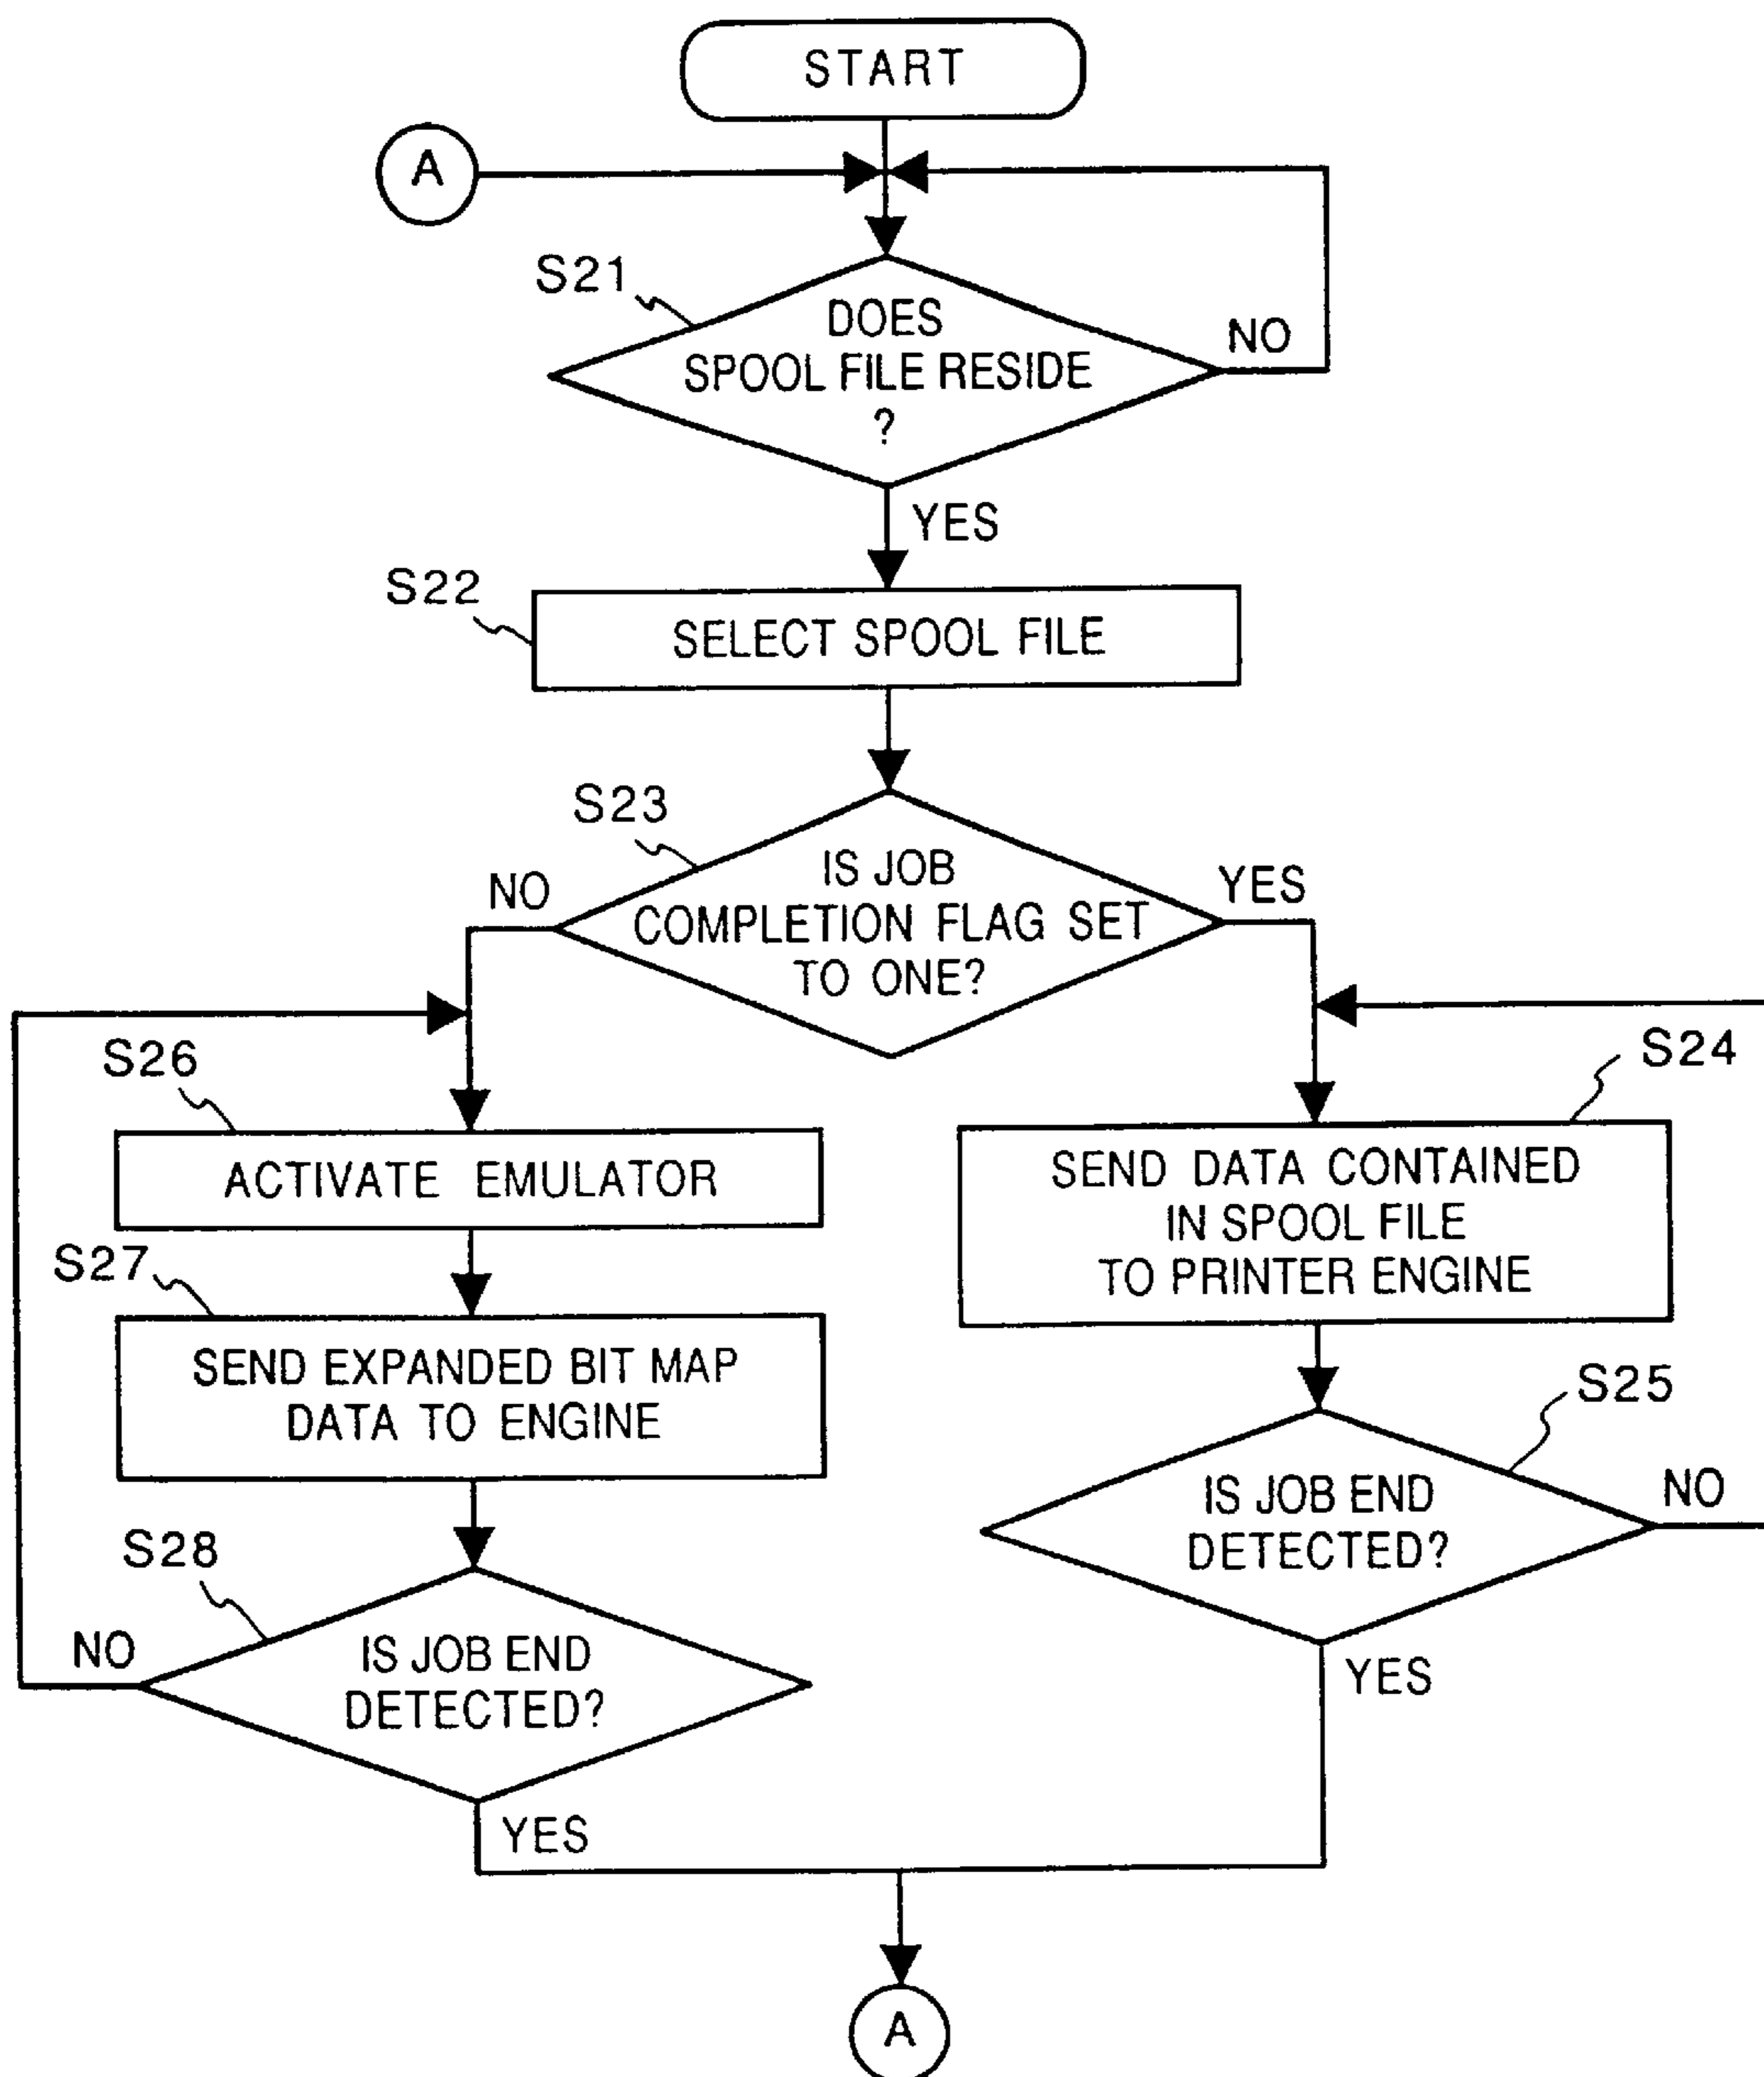 START
A
S21
DOES
SPOOL FILE RESIDE
?
NO
YES
S22
SELECT SPOOL FILE
S23
IS JOB
COMPLETION FLAG SET
TO ONE?
NO
YES
S26
ACTIVATE EMULATOR
S24
SEND DATA CONTAINED
IN SPOOL FILE
TO PRINTER ENGINE
S27
SEND EXPANDED BIT MAP
DATA TO ENGINE
S25
IS JOB END
DETECTED?
NO
YES
S28
IS JOB END
DETECTED?
NO
YES
A